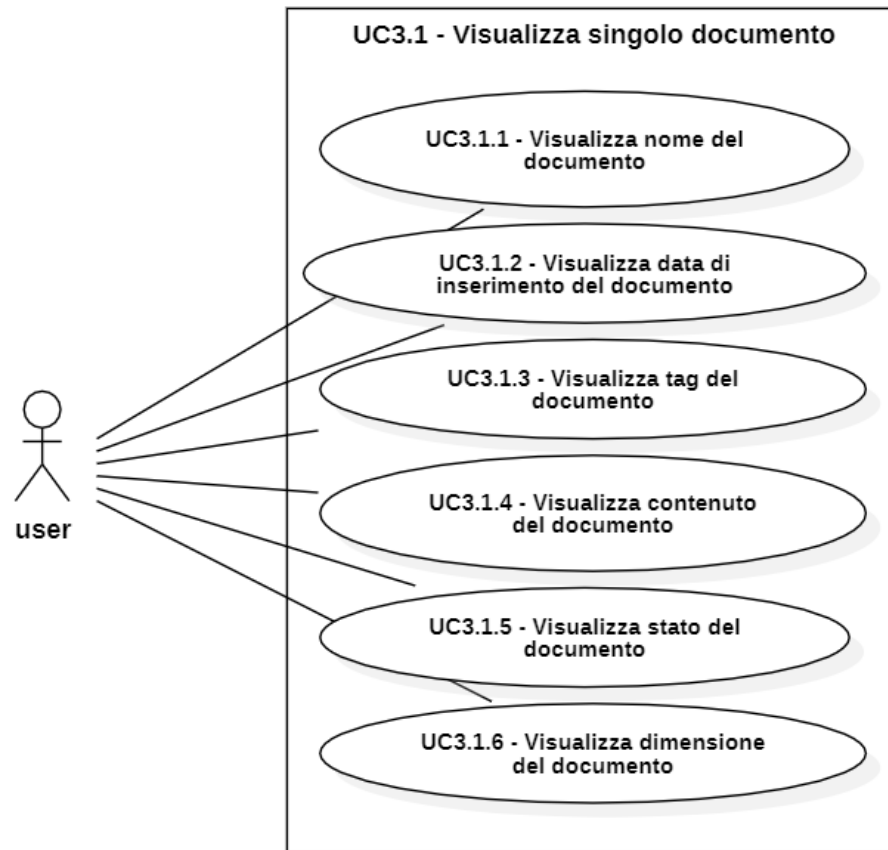 UC3.1 - Visualizza singolo documento
UC3.1.1 - Visualizza nome del
documento
UC3.1.2 - Visualizza data di
inserimento del documento
UC3.1.3 - Visualizza tag del
documento
UC3.1.4 - Visualizza contenuto
del documento
user
UC3.1.5 - Visualizza stato del
documento
UC3.1.6 - Visualizza dimensione
del documento